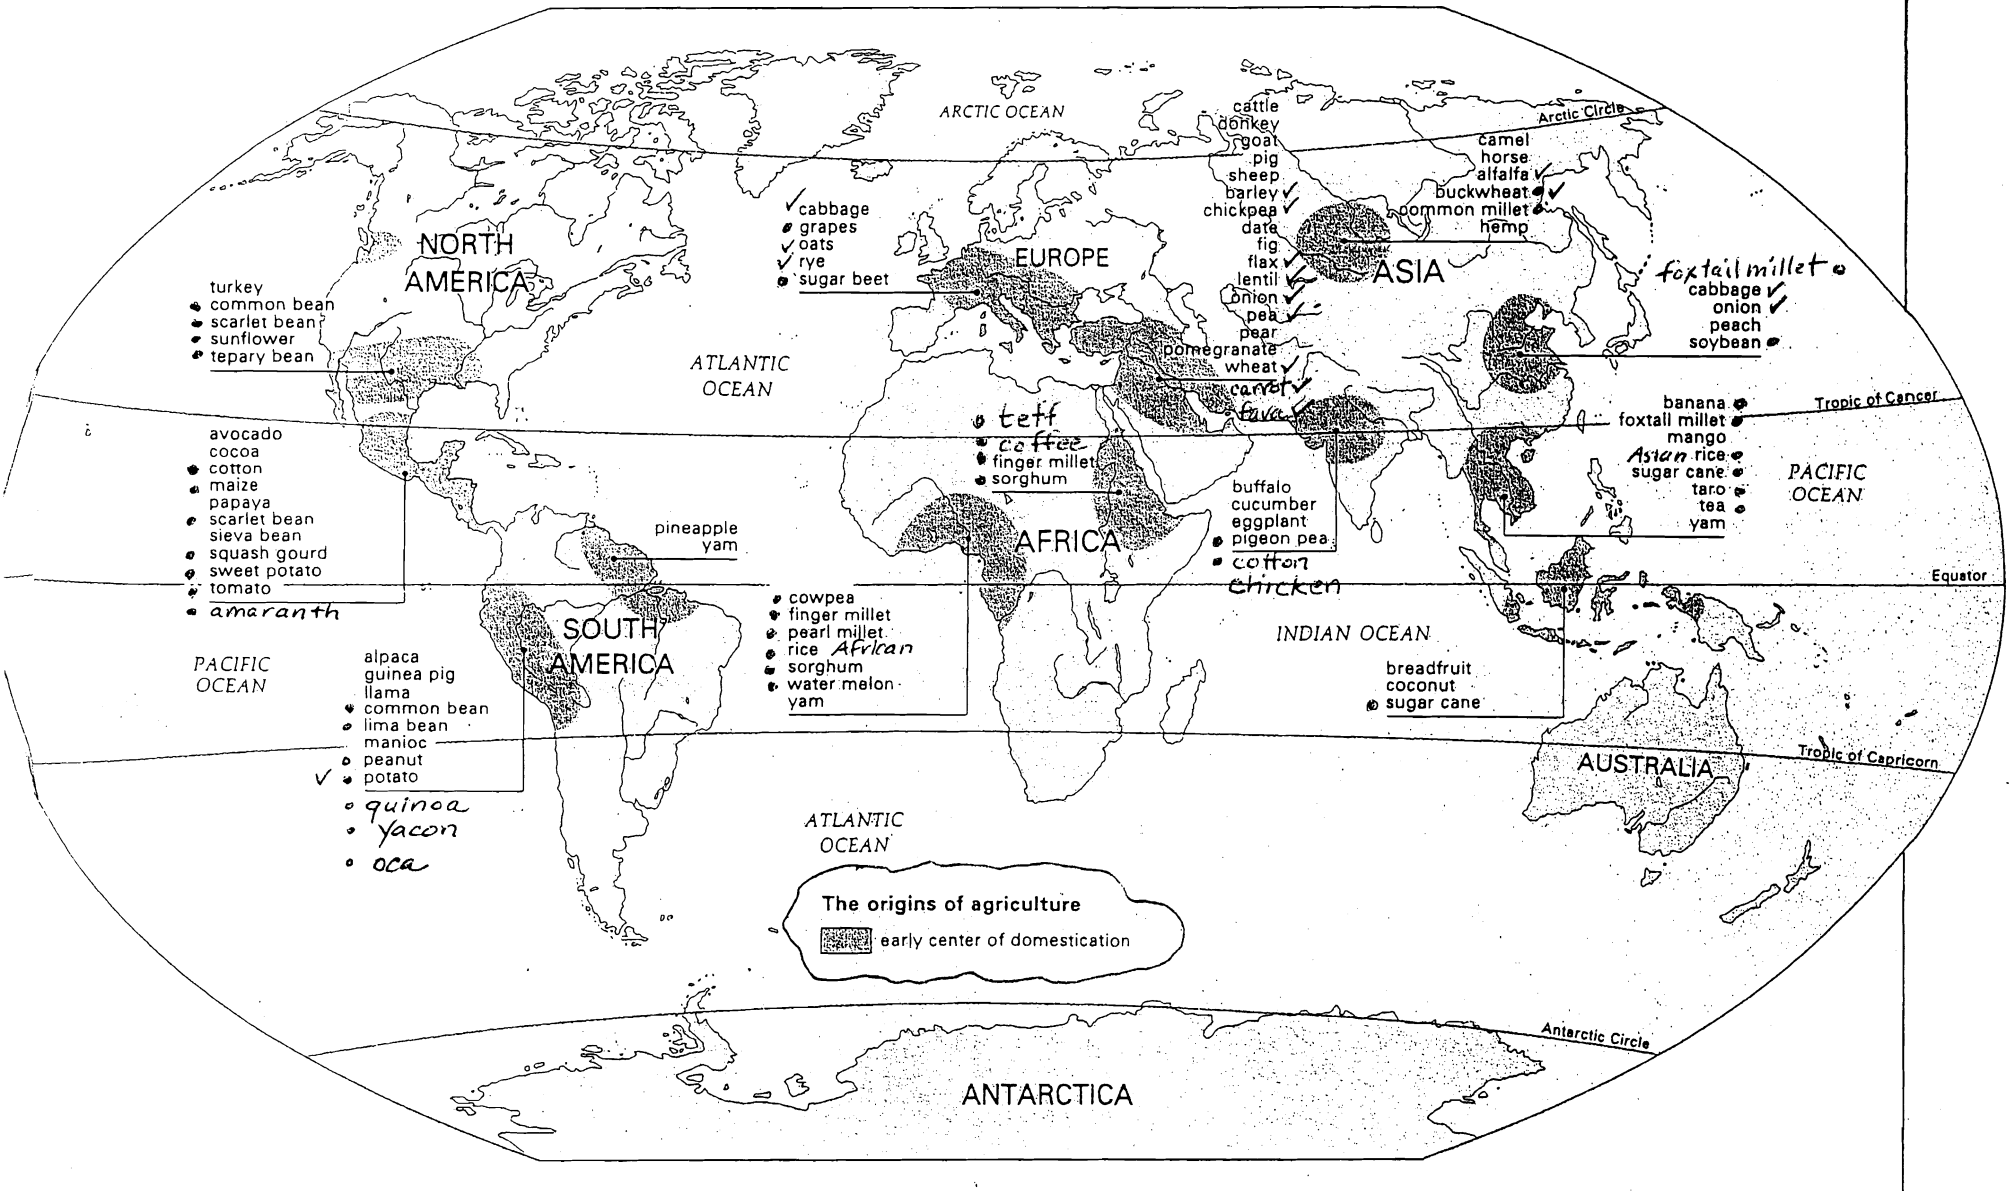 ARCTIC OCEAN
Arctic Circle
cattle
donkey
goat
pig
sheep
barley ✓
chickpea ✓
date
fig
flax ✓
lentil ✓
onion ✓
pea ✓
pear
pomegranate
wheat ✓
carrot ✓
fava ✓
camel
horse
alfalfa ✓
buckwheat ● ✓
common millet ●
hemp
✓ cabbage
● grapes
✓ oats
✓ rye
● sugar beet
NORTH
AMERICA
EUROPE
ASIA
foxtail millet ●
cabbage ✓
onion ✓
peach
soybean ●
turkey
● common bean
● scarlet bean
● sunflower
● tepary bean
ATLANTIC
OCEAN
Tropic of Cancer
banana ●
foxtail millet ●
mango
Asian rice ●
sugar cane ●
taro ●
tea ●
yam
PACIFIC
OCEAN
● teff
● coffee
● finger millet
● sorghum
avocado
cocoa
● cotton
● maize
papaya
● scarlet bean
sieva bean
● squash gourd
● sweet potato
● tomato
● amaranth
buffalo
cucumber
eggplant
● pigeon pea
● cotton
chicken
pineapple
yam
AFRICA
Equator
SOUTH
AMERICA
● cowpea
● finger millet
● pearl millet
● rice African
● sorghum
● water melon
yam
INDIAN OCEAN
PACIFIC
OCEAN
alpaca
guinea pig
llama
● common bean
● lima bean
manioc
● peanut
✓ ● potato
● quinoa
● yacon
● oca
breadfruit
coconut
● sugar cane
Tropic of Capricorn
AUSTRALIA
ATLANTIC
OCEAN
The origins of agriculture
early center of domestication
Antarctic Circle
ANTARCTICA